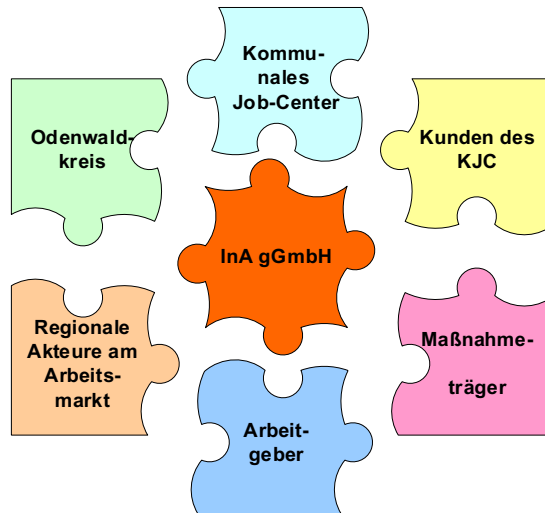 Kommu-
nales
Job-Center
Odenwald-
kreis
Kunden des
KJC
InA gGmbH
Regionale
Akteure am
Arbeits-
markt
Maßnahme-
träger
Arbeit-
geber